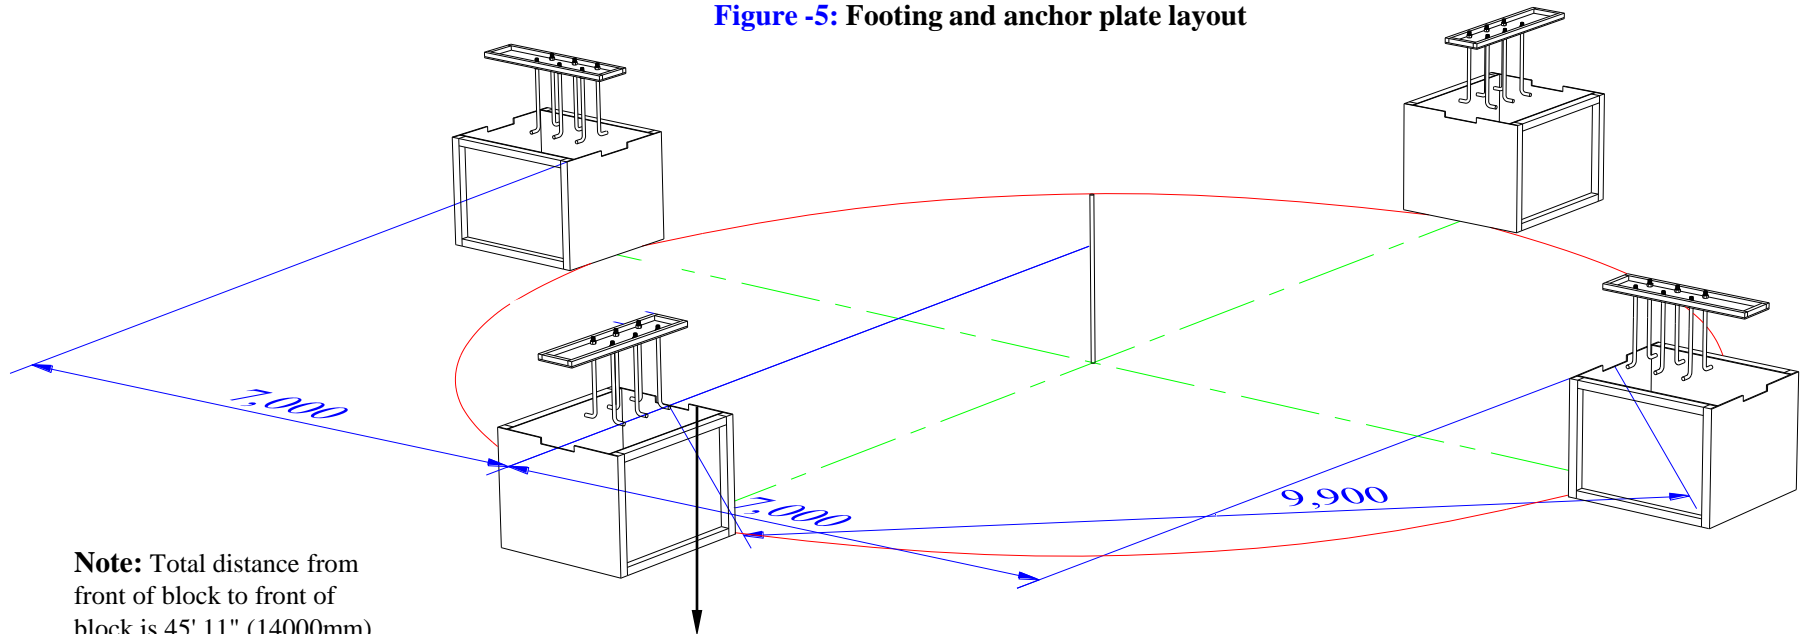 Figure -5: Footing and anchor plate layout
7,000
7,000
9,900
Note: Total distance from
front of block to front of
block is 45' 11" (14000mm)